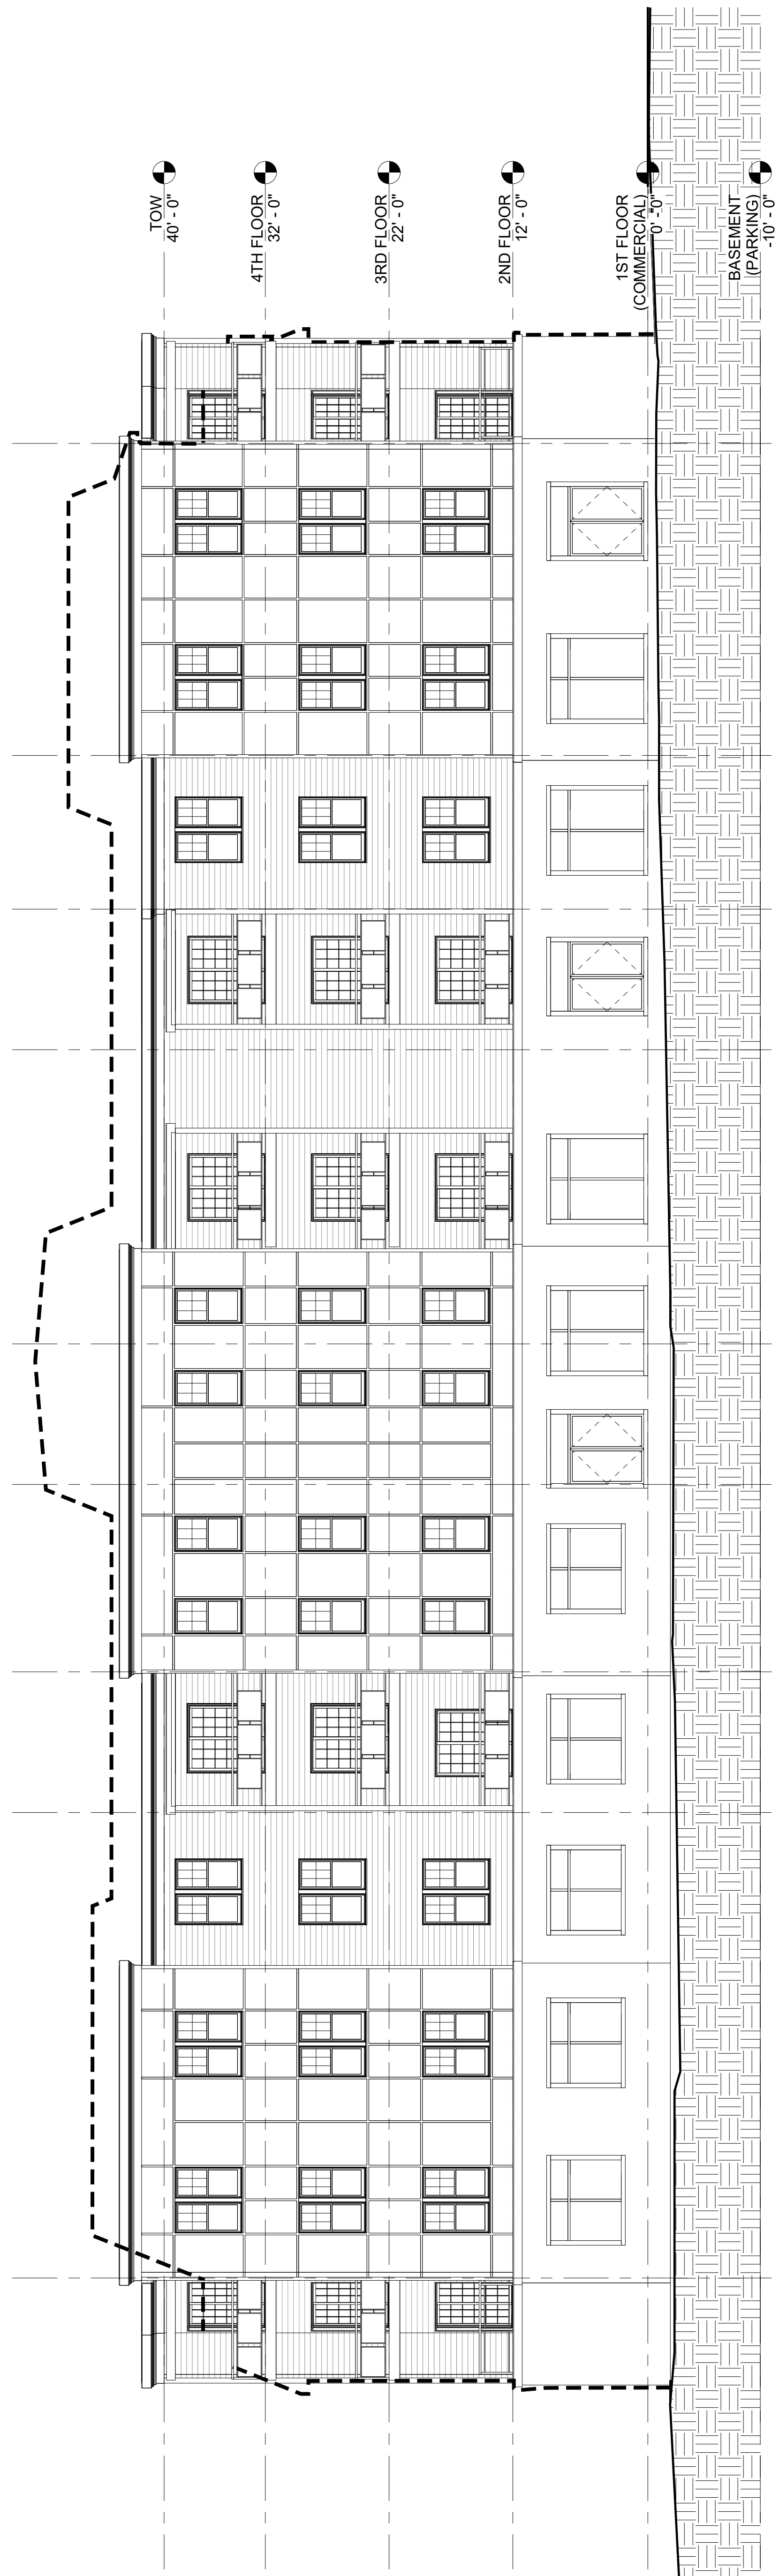 TOW
40' - 0"
4TH FLOOR
32' - 0"
3RD FLOOR
22' - 0"
2ND FLOOR
12' - 0"
1ST FLOOR
(COMMERCIAL)
0' - 0"
BASEMENT
(PARKING)
-10' - 0"